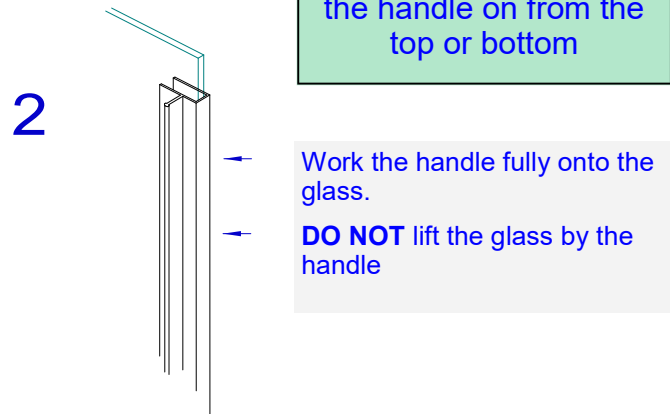 the handle on from the
top or bottom
2
Work the handle fully onto the
glass.
DO NOT lift the glass by the
handle